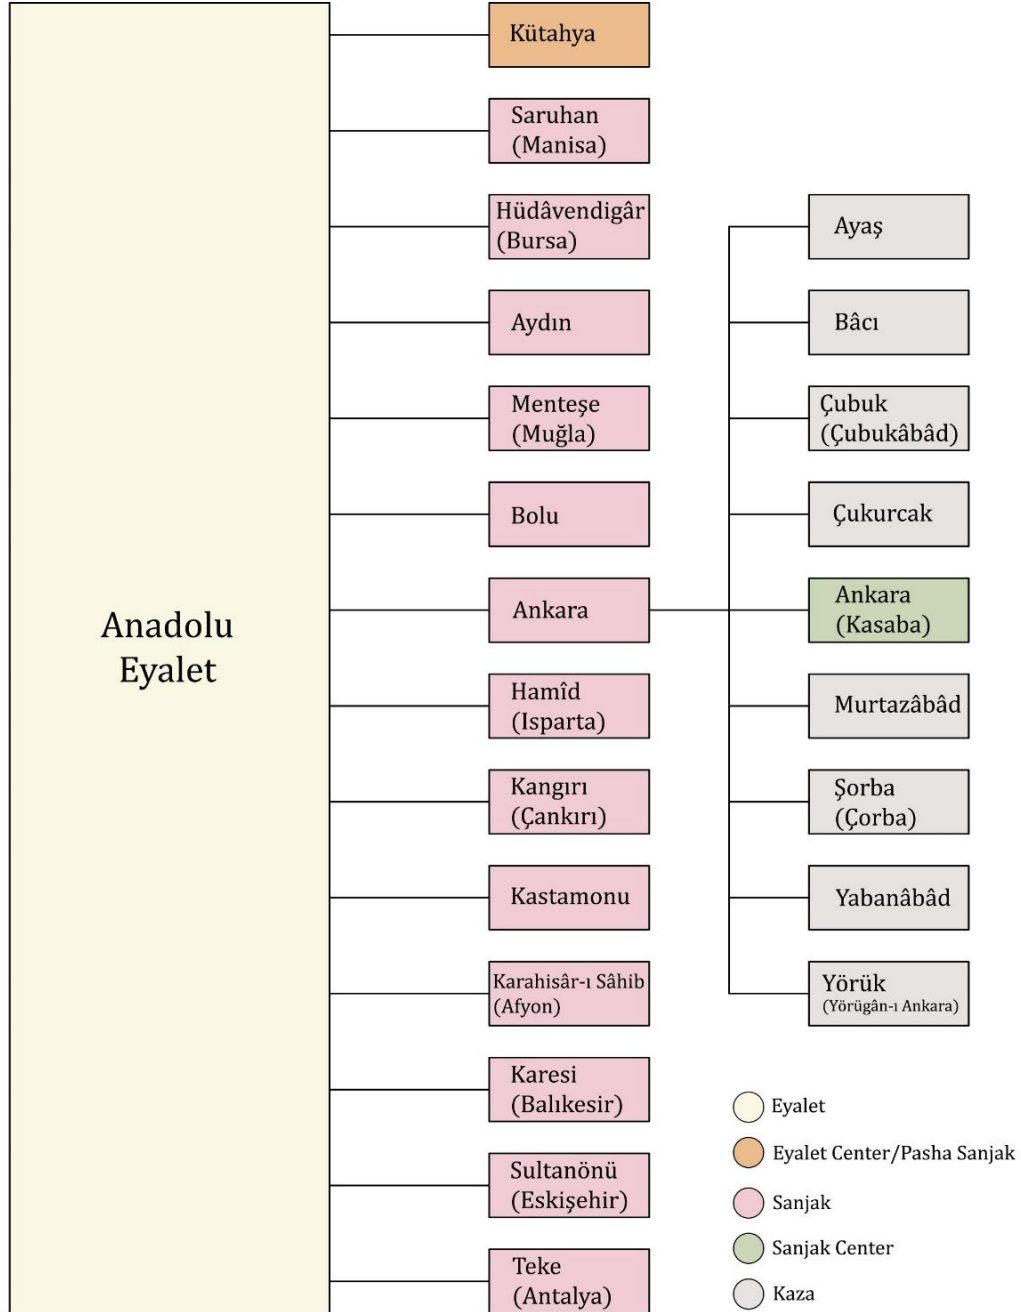 Anadolu
Eyalet
Kütahya
Saruhan
(Manisa)
Hüdâvendigâr
(Bursa)
Aydın
Menteşe
(Muğla)
Bolu
Ankara
Hamîd
(Isparta)
Kangırı
(Çankırı)
Kastamonu
Karahisâr-ı Sâhib
(Afyon)
Karesi
(Balıkesir)
Sultanönü
(Eskişehir)
Teke
(Antalya)
Ayaş
Bâcı
Çubuk
(Çubukâbâd)
Çukurcak
Ankara
(Kasaba)
Murtazâbâd
Şorba
(Çorba)
Yabanâbâd
Yörük
(Yörügân-ı Ankara)
Eyalet
Eyalet Center/Pasha Sanjak
Sanjak
Sanjak Center
Kaza